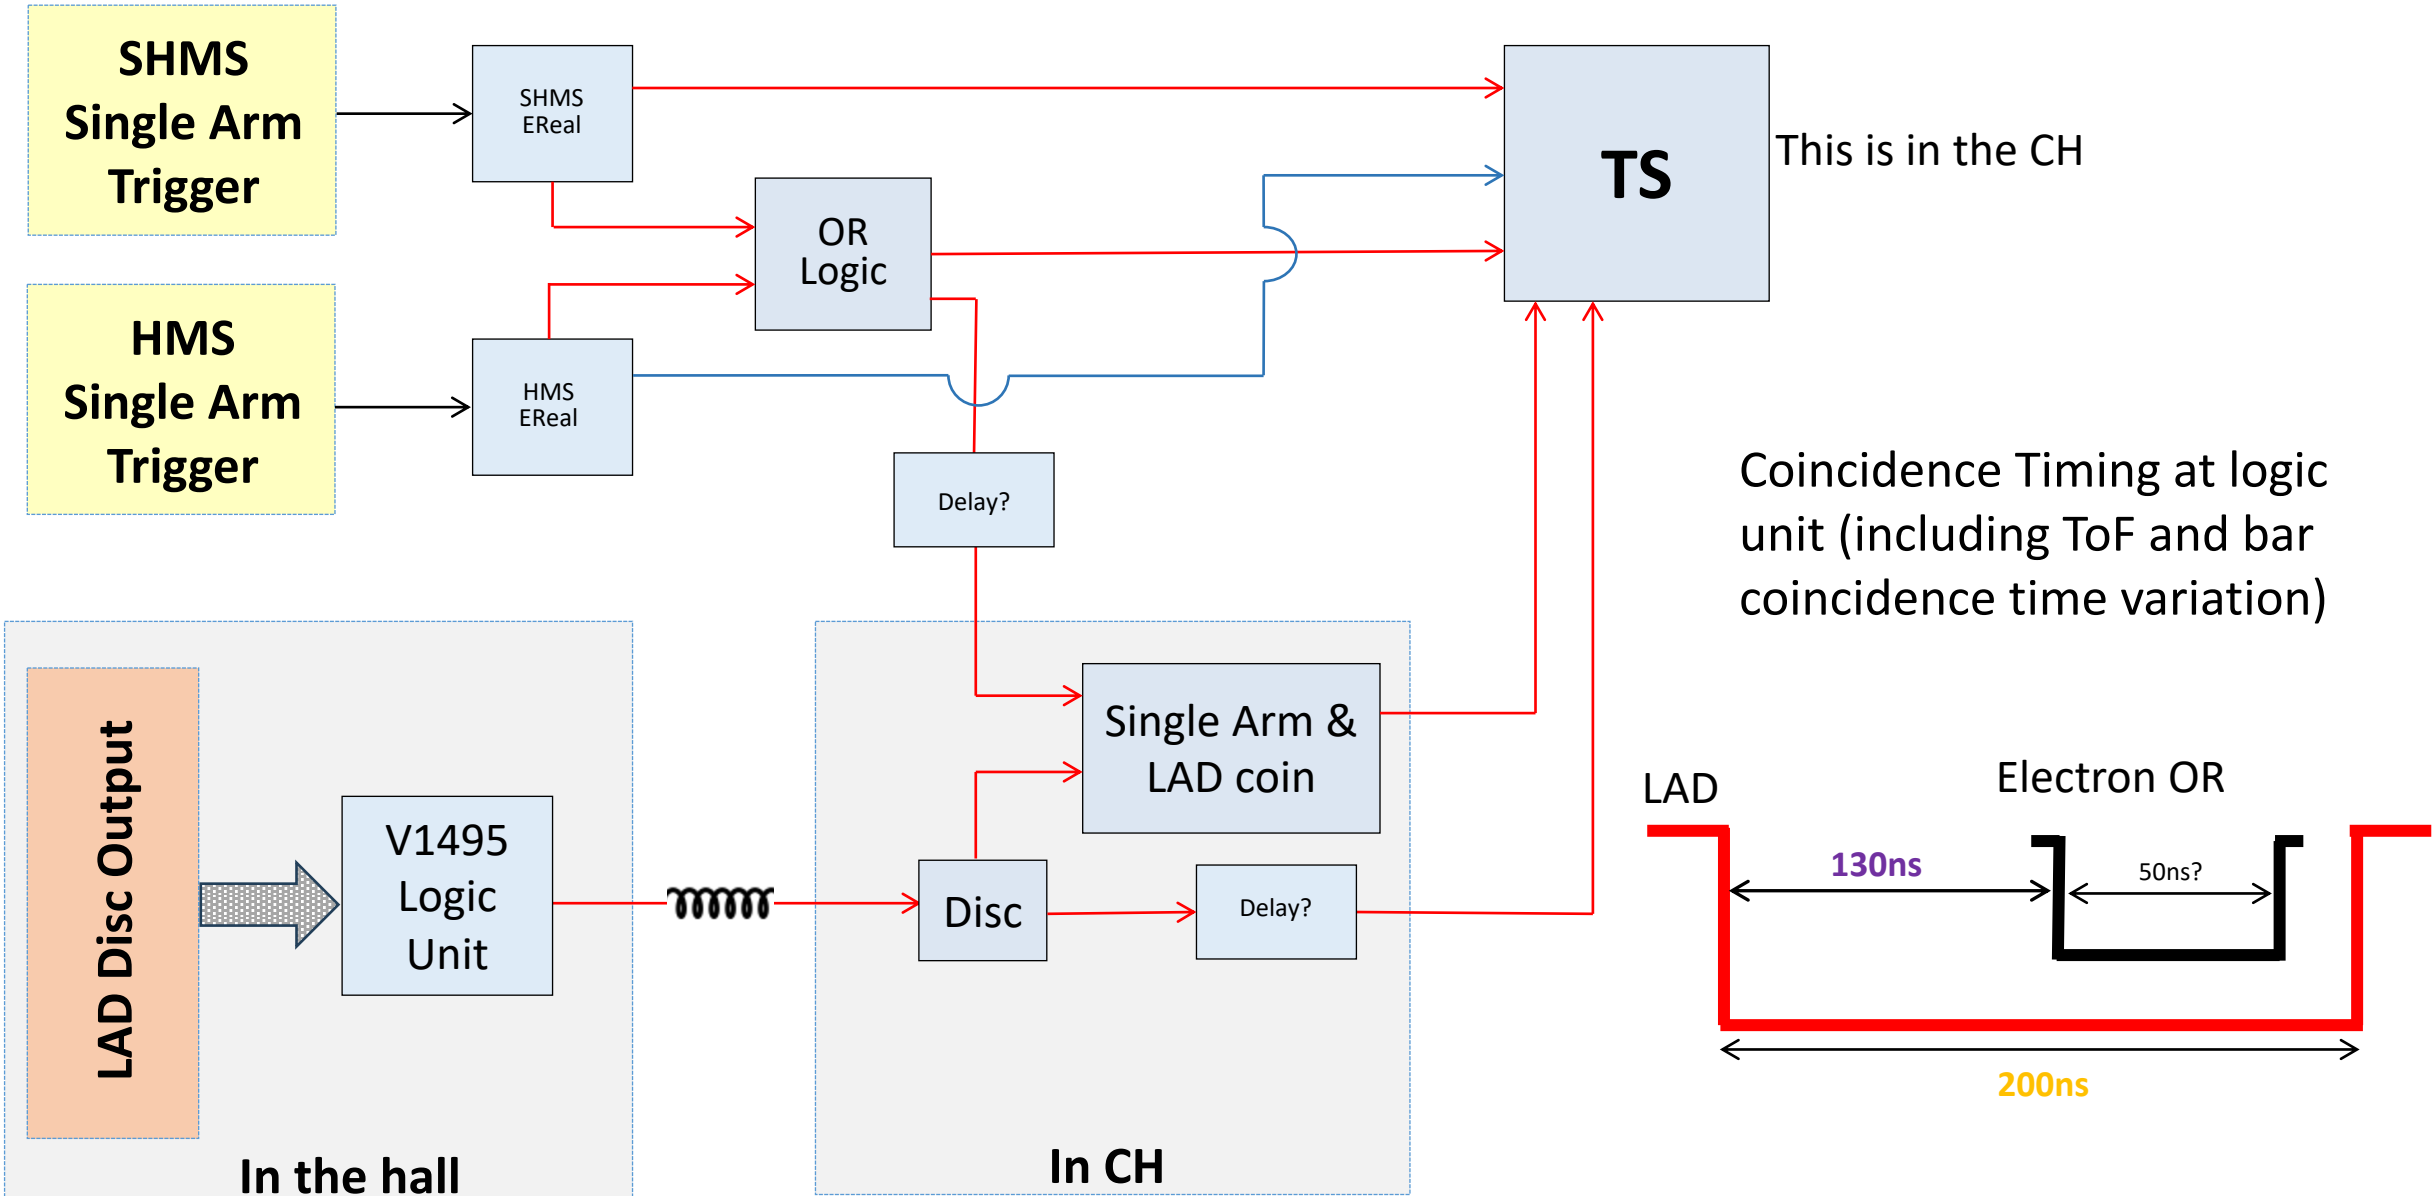 SHMS
Single Arm
Trigger
SHMS
EReal
TS
This is in the CH
OR
Logic
HMS
Single Arm
Trigger
HMS
EReal
Delay?
Coincidence Timing at logic
unit (including ToF and bar
coincidence time variation)
LAD Disc Output
V1495
Logic
Unit
In the hall
Single Arm &
LAD coin
Disc
Delay?
In CH
LAD
Electron OR
130ns
50ns?
200ns